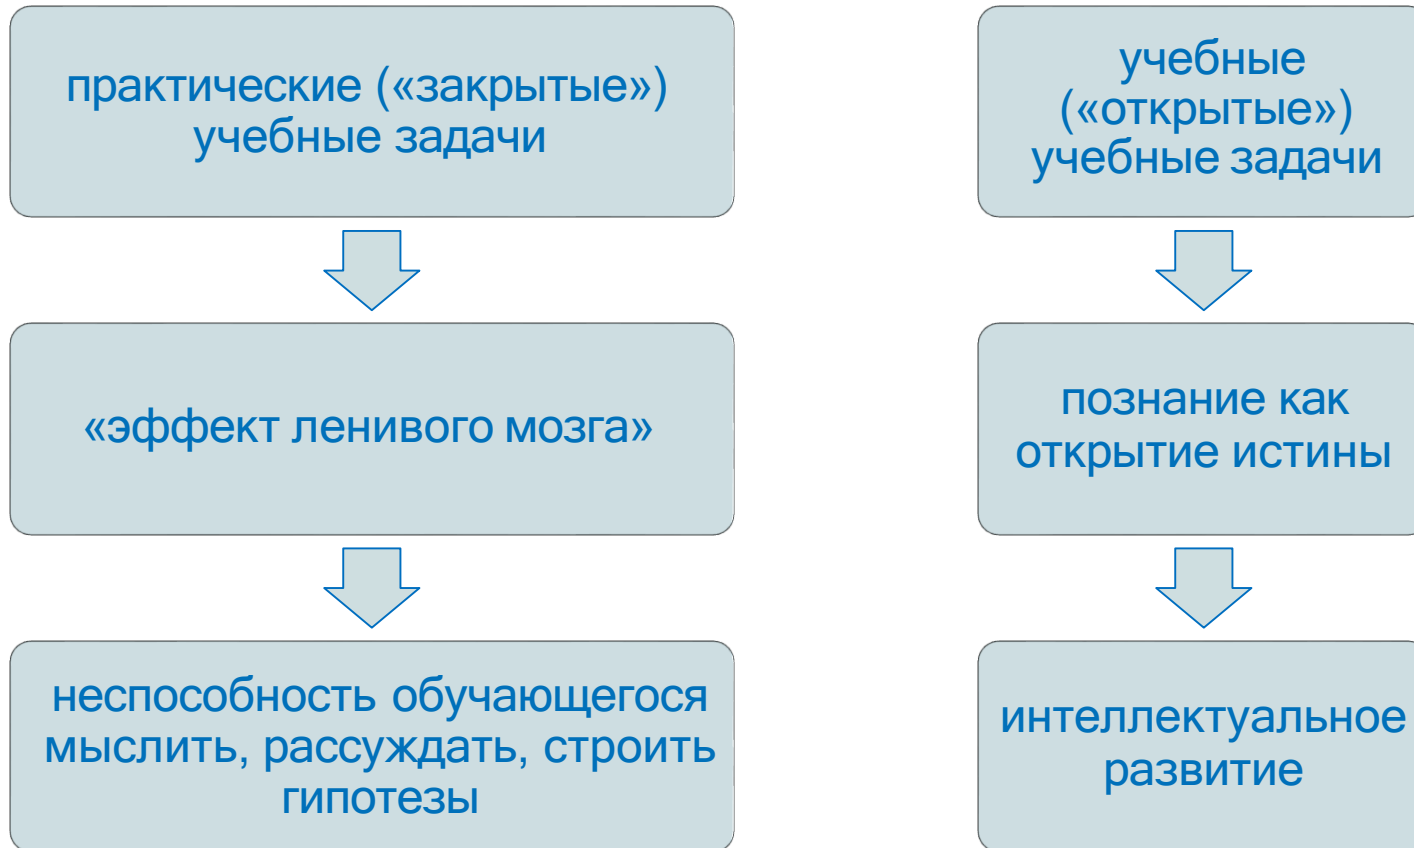 практические («закрытые»)
учебные задачи
«эффект ленивого мозга»
неспособность обучающегося
мыслить, рассуждать, строить
гипотезы
учебные
(«открытые»)
учебные задачи
познание как
открытие истины
интеллектуальное
развитие